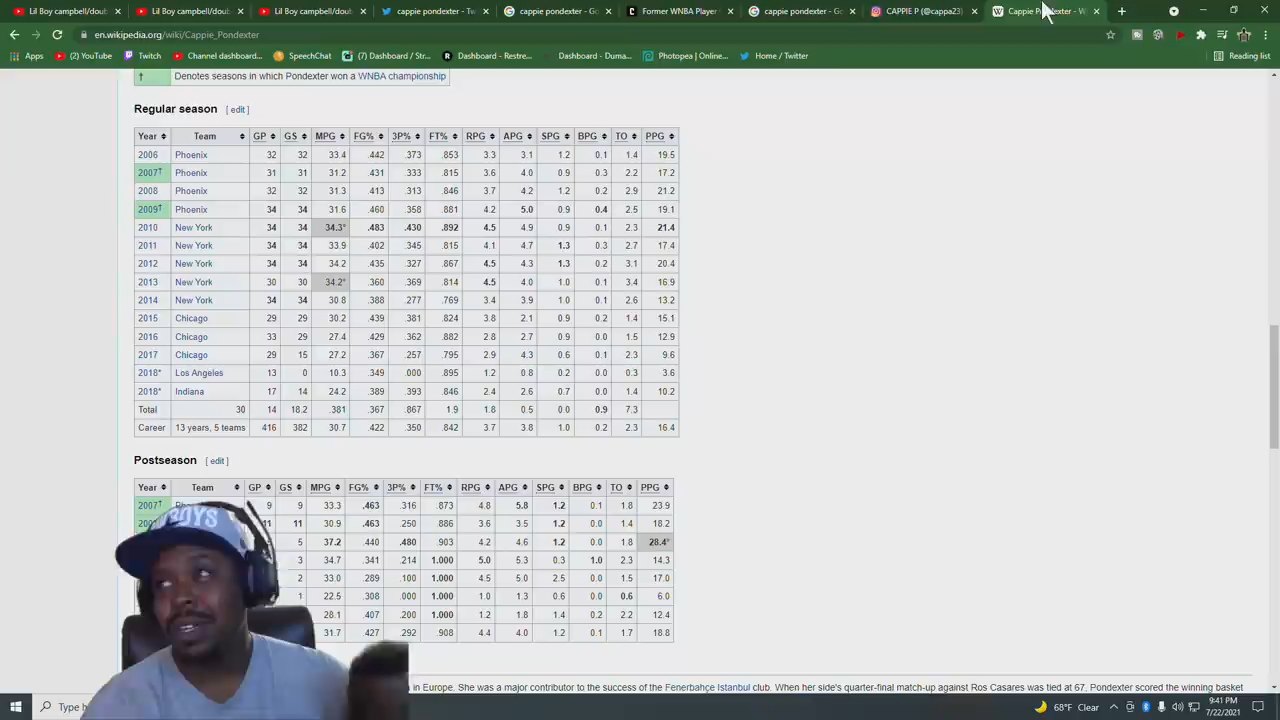 Lil Boy campbell/doub
Lil Boy campbell/doub
Lil Boy campbell/doub
cappie pondexter - Tw
cappie pondexter - Go
Former WNBA Player
cappie pondexter - Go
CAPPIE P (@cappa23)
Cappie Pondexter - W
en.wikipedia.org/wiki/Cappie_Pondexter
Apps (2) YouTube Twitch Channel dashboard... SpeechChat (7) Dashboard / Str... Dashboard - Restre... Dashboard - Duma... Photopea | Online... Home / Twitter Reading list
† Denotes seasons in which Pondexter won a WNBA championship
Regular season [ edit ]
Year Team GP GS MPG FG% 3P% FT% RPG APG SPG BPG TO PPG
2006 Phoenix 32 32 33.4 .442 .373 .853 3.3 3.1 1.2 0.1 1.4 19.5
2007† Phoenix 31 31 31.2 .431 .333 .815 3.6 4.0 0.9 0.3 2.2 17.2
2008 Phoenix 32 32 31.3 .413 .313 .846 3.7 4.2 1.2 0.2 2.9 21.2
2009† Phoenix 34 34 31.6 .460 .358 .881 4.2 5.0 0.9 0.4 2.5 19.1
2010 New York 34 34 34.3° .483 .430 .892 4.5 4.9 0.9 0.1 2.3 21.4
2011 New York 34 34 33.9 .402 .345 .815 4.1 4.7 1.3 0.3 2.7 17.4
2012 New York 34 34 34.2 .435 .327 .867 4.5 4.3 1.3 0.2 3.1 20.4
2013 New York 30 30 34.2° .360 .369 .814 4.5 4.0 1.0 0.1 3.4 16.9
2014 New York 34 34 30.8 .388 .277 .769 3.4 3.9 1.0 0.1 2.6 13.2
2015 Chicago 29 29 30.2 .439 .381 .824 3.8 2.1 0.9 0.2 1.4 15.1
2016 Chicago 33 29 27.4 .429 .362 .882 2.8 2.7 0.9 0.0 1.5 12.9
2017 Chicago 29 15 27.2 .367 .257 .795 2.9 4.3 0.6 0.1 2.3 9.6
2018* Los Angeles 13 0 10.3 .349 .000 .895 1.2 0.8 0.2 0.0 0.3 3.6
2018* Indiana 17 14 24.2 .389 .393 .846 2.4 2.6 0.7 0.0 1.4 10.2
Total 30 14 18.2 .381 .367 .867 1.9 1.8 0.5 0.0 0.9 7.3
Career 13 years, 5 teams 416 382 30.7 .422 .350 .842 3.7 3.8 1.0 0.2 2.3 16.4
Postseason [ edit ]
Year Team GP GS MPG FG% 3P% FT% RPG APG SPG BPG TO PPG
2007† 9 9 33.3 .463 .316 .873 4.8 5.8 1.2 0.1 1.8 23.9
11 11 30.9 .463 .250 .886 3.6 3.5 1.2 0.0 1.4 18.2
5 37.2 .440 .480 .903 4.2 4.6 1.2 0.0 1.8 28.4°
3 34.7 .341 .214 1.000 5.0 5.3 0.3 1.0 2.3 14.3
2 33.0 .289 .100 1.000 4.5 5.0 2.5 0.0 1.5 17.0
1 22.5 .308 .000 1.000 1.0 1.3 0.6 0.0 0.6 6.0
28.1 .407 .200 1.000 1.2 1.8 1.4 0.2 2.2 12.4
31.7 .427 .292 .908 4.4 4.0 1.2 0.1 1.7 18.8
in Europe. She was a major contributor to the success of the Fenerbahçe Istanbul club. When her side's quarter-final match-up against Ros Casares was tied at 67, Pondexter scored the winning basket
BOYS
Type h
68°F Clear
9:41 PM
7/22/2021